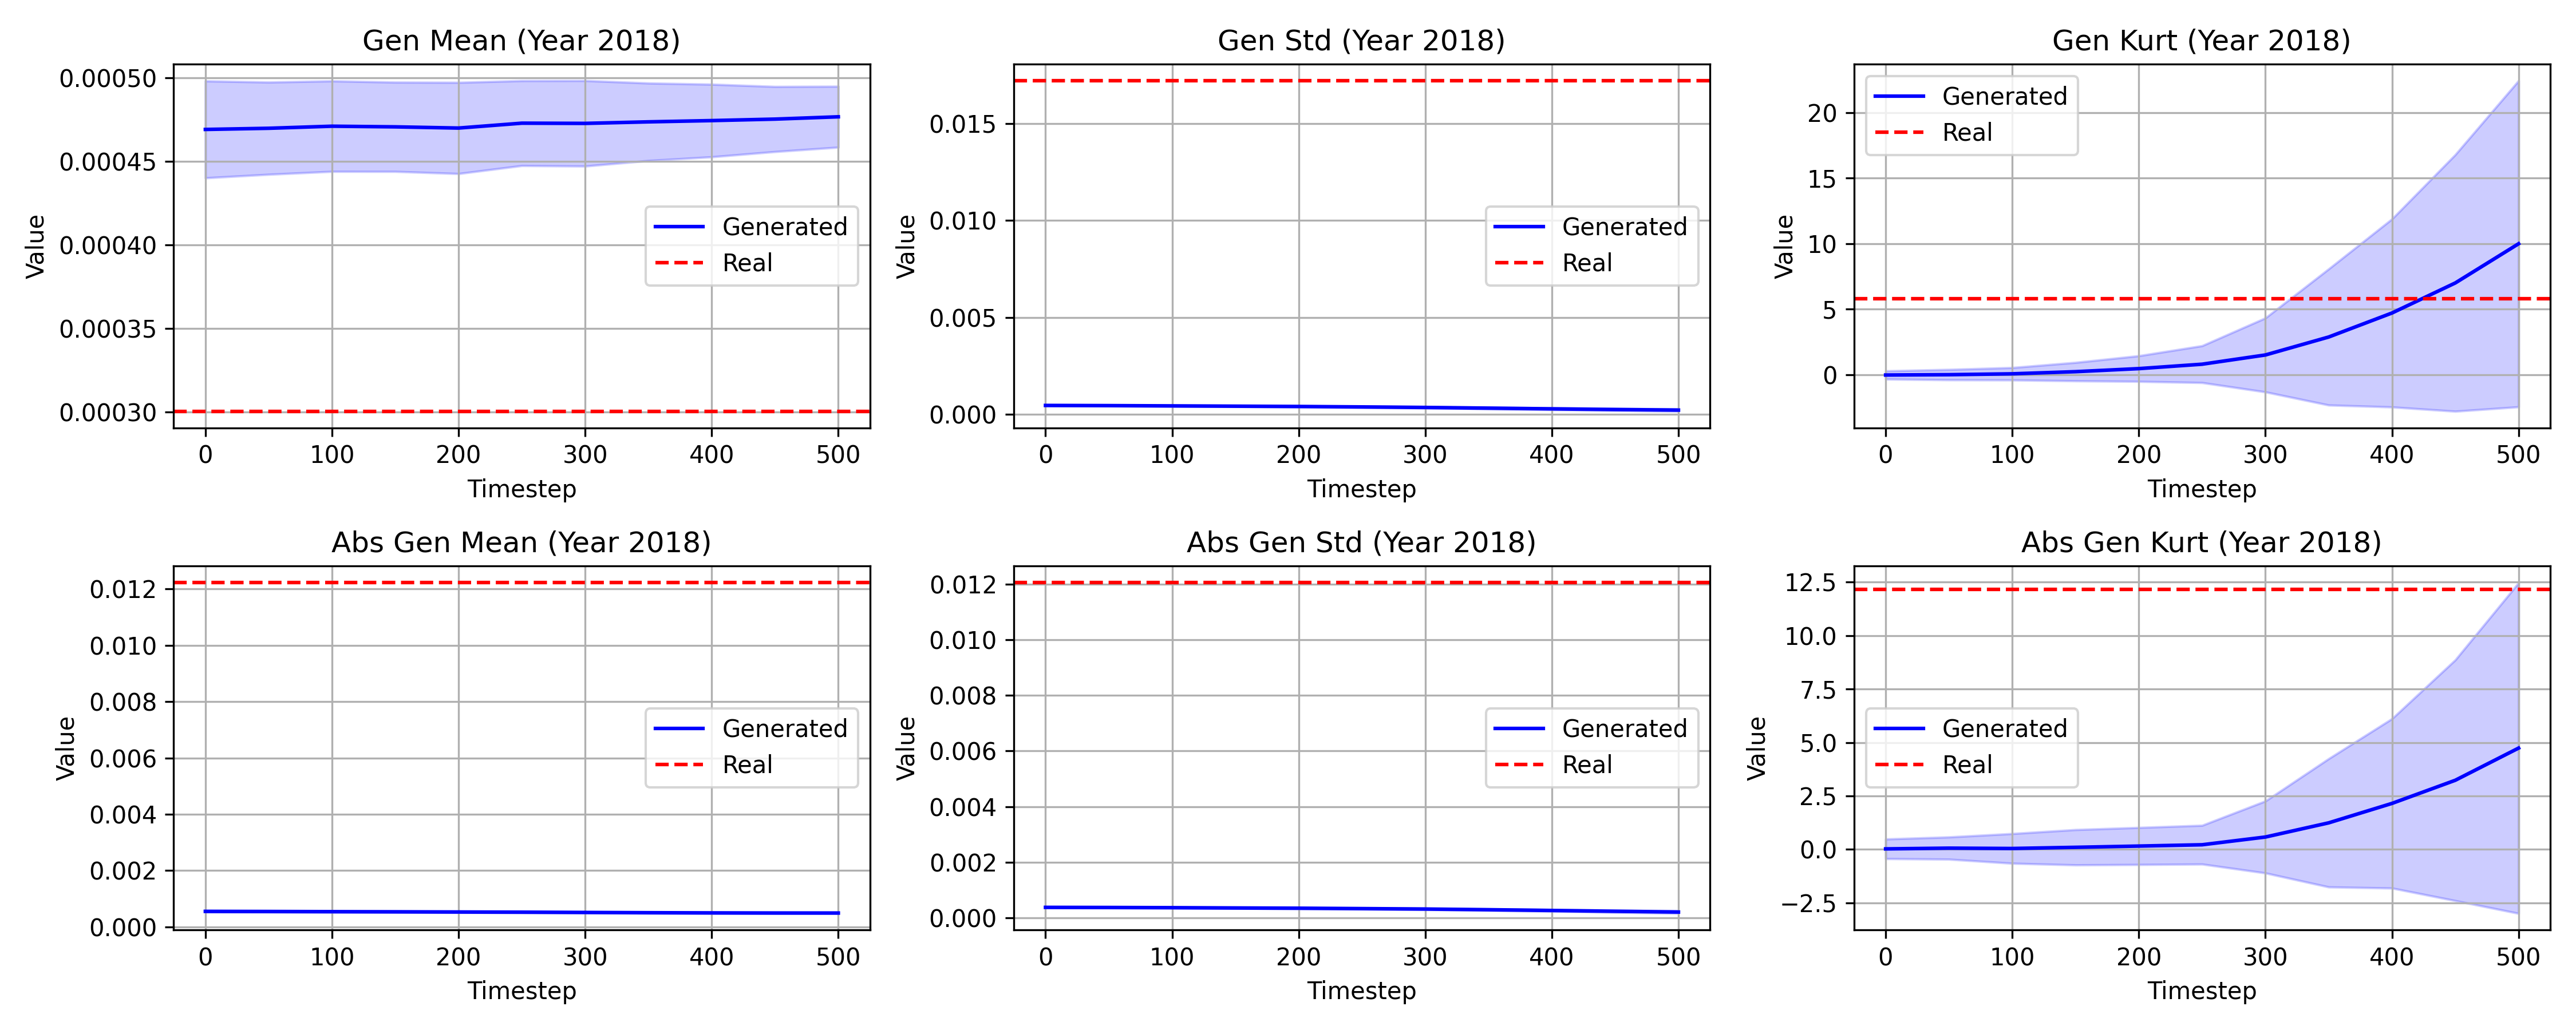 Gen Mean (Year 2018)
0.00050
0.00045
0.00040
0.00035
0.00030
Value
0 100 200 300 400 500
Timestep
Generated
Real
Gen Std (Year 2018)
0.015
0.010
0.005
0.000
Value
0 100 200 300 400 500
Timestep
Generated
Real
Gen Kurt (Year 2018)
20
15
10
5
0
Value
0 100 200 300 400 500
Timestep
Generated
Real
Abs Gen Mean (Year 2018)
0.012
0.010
0.008
0.006
0.004
0.002
0.000
Value
0 100 200 300 400 500
Timestep
Generated
Real
Abs Gen Std (Year 2018)
0.012
0.010
0.008
0.006
0.004
0.002
0.000
Value
0 100 200 300 400 500
Timestep
Generated
Real
Abs Gen Kurt (Year 2018)
12.5
10.0
7.5
5.0
2.5
0.0
−2.5
Value
0 100 200 300 400 500
Timestep
Generated
Real